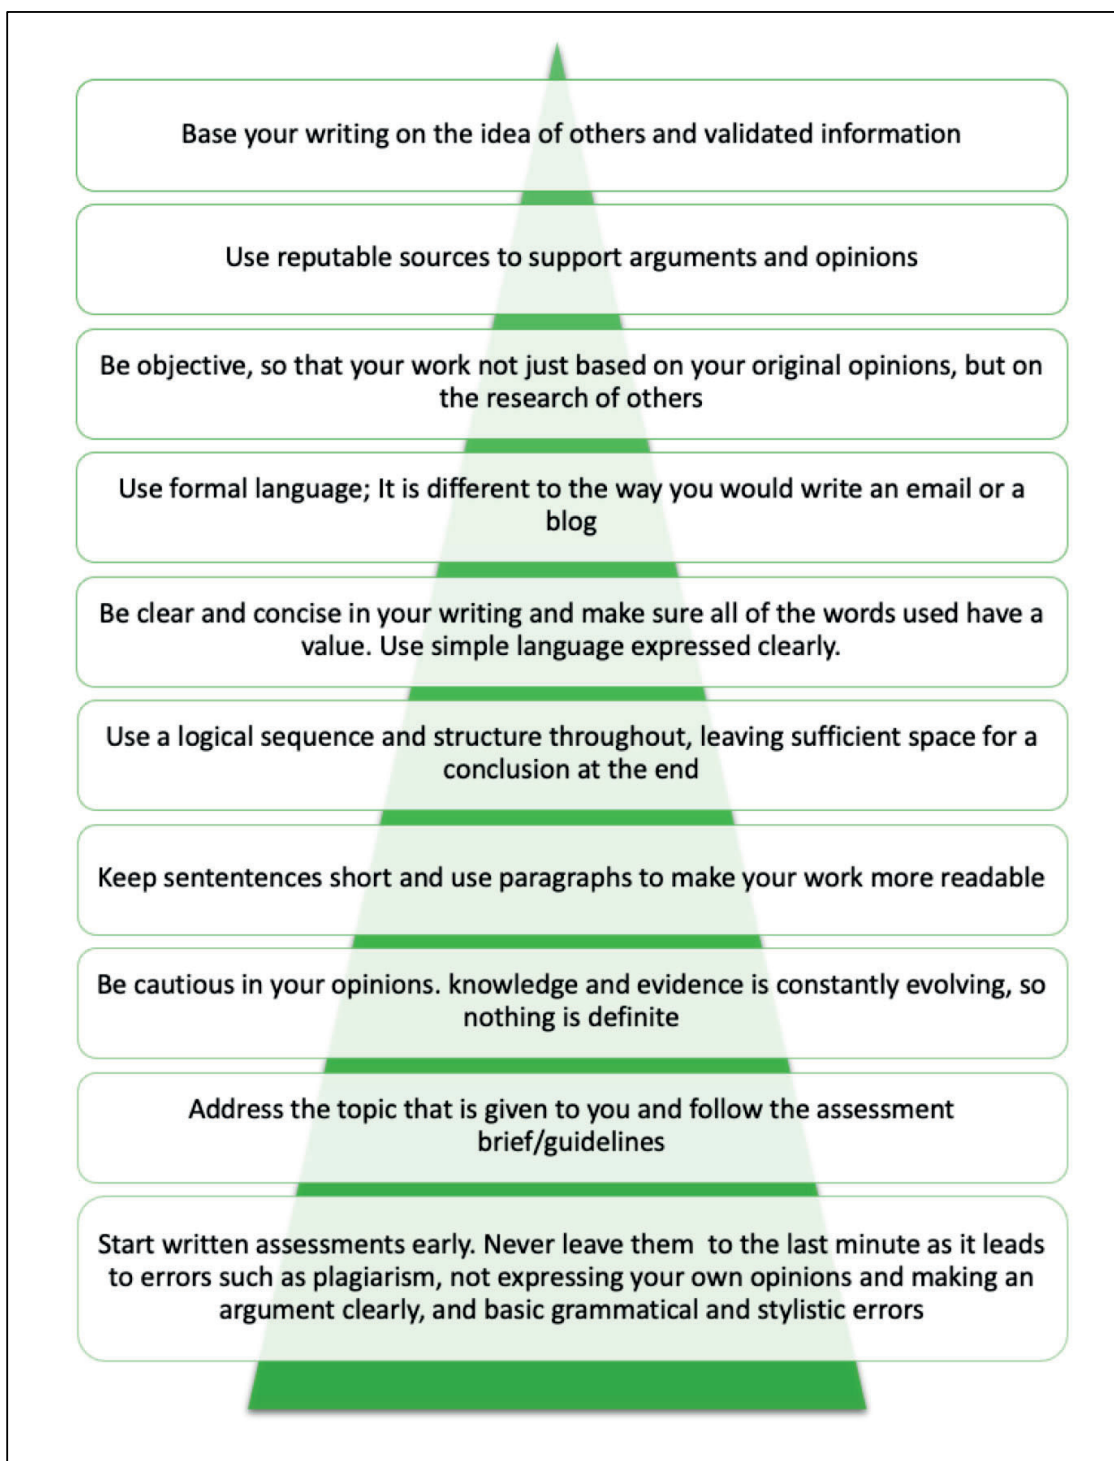 Base your writing on the idea of others and validated information
Use reputable sources to support arguments and opinions
Be objective, so that your work not just based on your original opinions, but on
the research of others
Use formal language; It is different to the way you would write an email or a
blog
Be clear and concise in your writing and make sure all of the words used have a
value. Use simple language expressed clearly.
Use a logical sequence and structure throughout, leaving sufficient space for a
conclusion at the end
Keep sententences short and use paragraphs to make your work more readable
Be cautious in your opinions. knowledge and evidence is constantly evolving, so
nothing is definite
Address the topic that is given to you and follow the assessment
brief/guidelines
Start written assessments early. Never leave them  to the last minute as it leads
to errors such as plagiarism, not expressing your own opinions and making an
argument clearly, and basic grammatical and stylistic errors